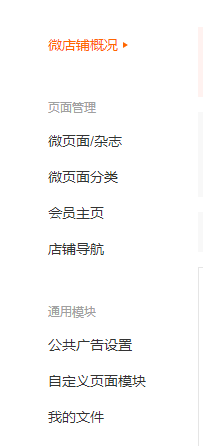 微店铺概况
页面管理
微页面/杂志
微页面分类
会员主页
店铺导航
通用模块
公共广告设置
自定义页面模块
我的文件